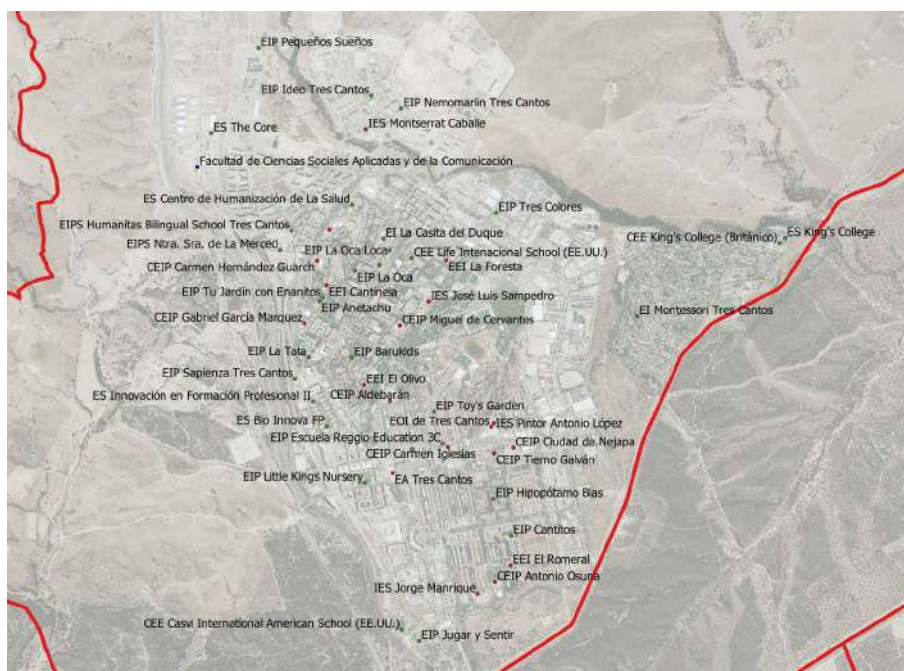 EIP Pequeños Sueños
EIP Ideo Tres Cantos
EIP Nemomarlin Tres Cantos
IES Montserrat Caballe
ES The Core
Facultad de Ciencias Sociales Aplicadas y de la Comunicación
ES Centro de Humanización de La Salud
EIP Tres Colores
EIPS Humanitas Bilingual School Tres Cantos
EI La Casita del Duque
CEE King's College (Británico)
ES King's College
EIPS Ntra. Sra. de La Merced
EIP La Oca Loca
CEE Life Intenacional School (EE.UU.)
CEIP Carmen Hernández Guarch
EEI La Foresta
EIP La Oca
EIP Tu Jardín con Enanitos
EEI Cantinela
EIP Anetachu
IES José Luis Sampedro
EI Montessori Tres Cantos
CEIP Gabriel García Marquez
CEIP Miguel de Cervantes
EIP La Tata
EIP Barukids
EIP Sapienza Tres Cantos
EEI El Olivo
ES Innovación en Formación Profesional II
CEIP Aldebarán
EIP Toy's Garden
ES Bio Innova FP
EOI de Tres Cantos
IES Pintor Antonio López
EIP Escuela Reggio Education 3C
CEIP Ciudad de Nejapa
CEIP Carmen Iglesias
CEIP Tierno Galván
EIP Little Kings Nursery
EA Tres Cantos
EIP Hipopótamo Blas
EIP Cantitos
EEI El Romeral
CEIP Antonio Osuna
IES Jorge Manrique
CEE Casvi International American School (EE.UU.)
EIP Jugar y Sentir